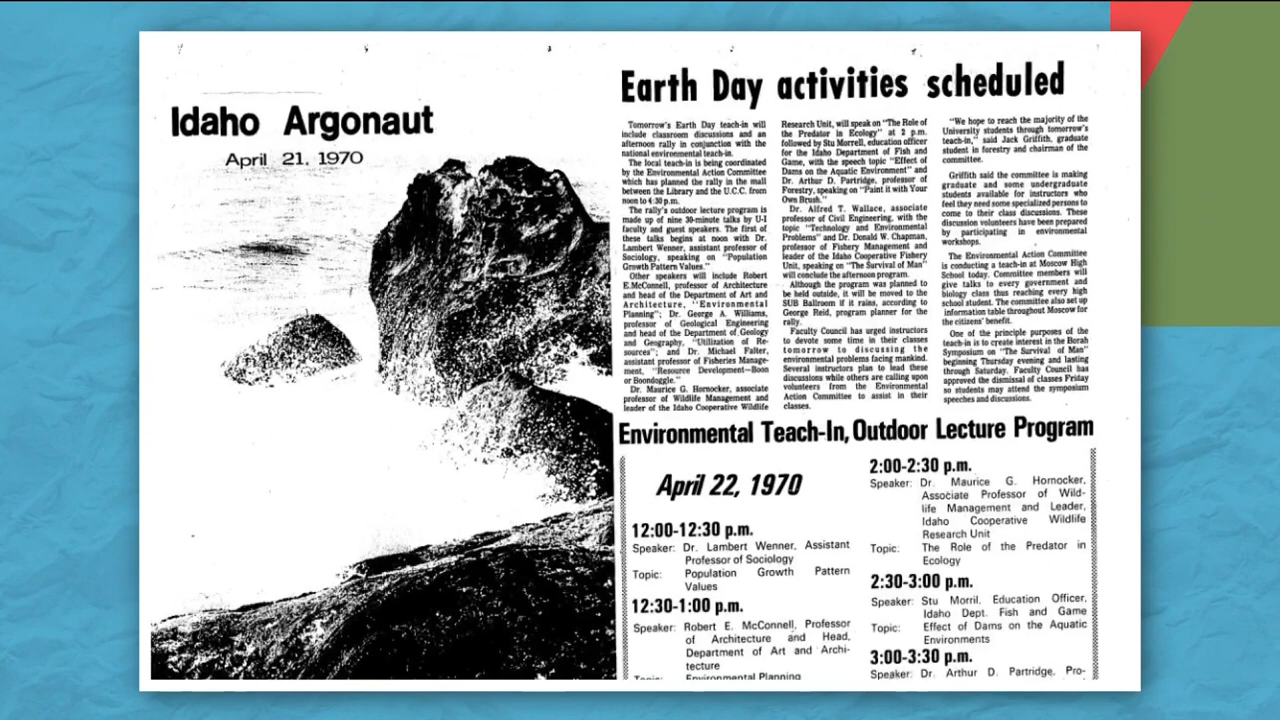 Idaho Argonaut
April 21, 1970
Earth Day activities scheduled
Tomorrow's Earth Day teach-in will
include classroom discussions and an
afternoon rally in conjunction with the
national environmental teach-in.
The local teach-in is being coordinated
by the Environmental Action Committee
which has planned the rally in the mall
between the Library and the U.C.C. from
noon to 4:30 p.m.
The rally's outdoor lecture program is
made up of nine 30-minute talks by U-I
faculty and guest speakers. The first of
these talks begins at noon with Dr.
Lambert Wenner, assistant professor of
Sociology, speaking on "Population
Growth Pattern Values."
Other speakers will include Robert
E.McConnell, professor of Architecture
and head of the Department of Art and
Architecture, "Environmental
Planning"; Dr. George A. Williams,
professor of Geological Engineering
and head of the Department of Geology
and Geography, "Utilization of Re-
sources"; and Dr. Michael Falter,
assistant professor of Fisheries Manage-
ment, "Resource Development—Boon
or Boondoggle."
Dr. Maurice G. Hornocker, associate
professor of Wildlife Management and
leader of the Idaho Cooperative Wildlife
Research Unit, will speak on "The Role of
the Predator in Ecology" at 2 p.m.
followed by Stu Morrell, education officer
for the Idaho Department of Fish and
Game, with the speech topic "Effect of
Dams on the Aquatic Environment" and
Dr. Arthur D. Partridge, professor of
Forestry, speaking on "Paint it with Your
Own Brush."
Dr. Alfred T. Wallace, associate
professor of Civil Engineering, with the
topic "Technology and Environmental
Problems" and Dr. Donald W. Chapman,
professor of Fishery Management and
leader of the Idaho Cooperative Fishery
Unit, speaking on "The Survival of Man"
will conclude the afternoon program.
Although the program was planned to
be held outside, it will be moved to the
SUB Ballroom if it rains, according to
George Reid, program planner for the
rally.
Faculty Council has urged instructors
to devote some time in their classes
tomorrow to discussing the
environmental problems facing mankind.
Several instructors plan to lead these
discussions while others are calling upon
volunteers from the Environmental
Action Committee to assist in their
classes.
"We hope to reach the majority of the
University students through tomorrow's
teach-in," said Jack Griffith, graduate
student in forestry and chairman of the
committee.
Griffith said the committee is making
graduate and some undergraduate
students available for instructors who
feel they need some specialized persons to
come to their class discussions. These
discussion volunteers have been prepared
by participating in environmental
workshops.
The Environmental Action Committee
is conducting a teach-in at Moscow High
School today. Committee members will
give talks to every government and
biology class thus reaching every high
school student. The committee also set up
information table throughout Moscow for
the citizens' benefit.
One of the principle purposes of the
teach-in is to create interest in the Borah
Symposium on "The Survival of Man"
beginning Thursday evening and lasting
through Saturday. Faculty Council has
approved the dismissal of classes Friday
so students may attend the symposium
speeches and discussions.
Environmental Teach-In, Outdoor Lecture Program
April 22, 1970
12:00-12:30 p.m.
Speaker: Dr. Lambert Wenner, Assistant
Professor of Sociology
Topic: Population Growth Pattern
Values
12:30-1:00 p.m.
Speaker: Robert E. McConnell, Professor
of Architecture and Head,
Department of Art and Archi-
tecture
Topic: Environmental Planning
2:00-2:30 p.m.
Speaker: Dr. Maurice G. Hornocker,
Associate Professor of Wild-
life Management and Leader,
Idaho Cooperative Wildlife
Research Unit
Topic: The Role of the Predator in
Ecology
2:30-3:00 p.m.
Speaker: Stu Morril, Education Officer,
Idaho Dept. Fish and Game
Topic: Effect of Dams on the Aquatic
Environments
3:00-3:30 p.m.
Speaker: Dr. Arthur D. Partridge, Pro-